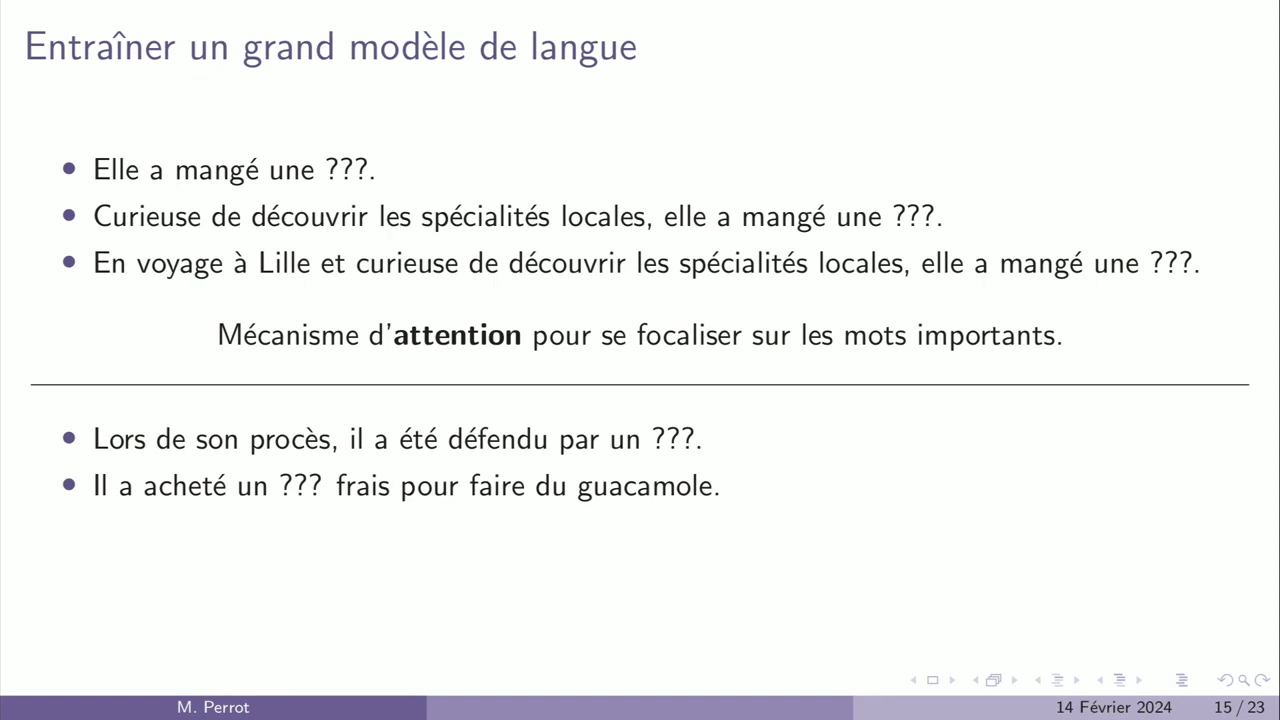 Entraîner un grand modèle de langue
• Elle a mangé une ???.
• Curieuse de découvrir les spécialités locales, elle a mangé une ???.
• En voyage à Lille et curieuse de découvrir les spécialités locales, elle a mangé une ???.
Mécanisme d'attention pour se focaliser sur les mots importants.
• Lors de son procès, il a été défendu par un ???.
• Il a acheté un ??? frais pour faire du guacamole.
M. Perrot
14 Février 2024
15 / 23